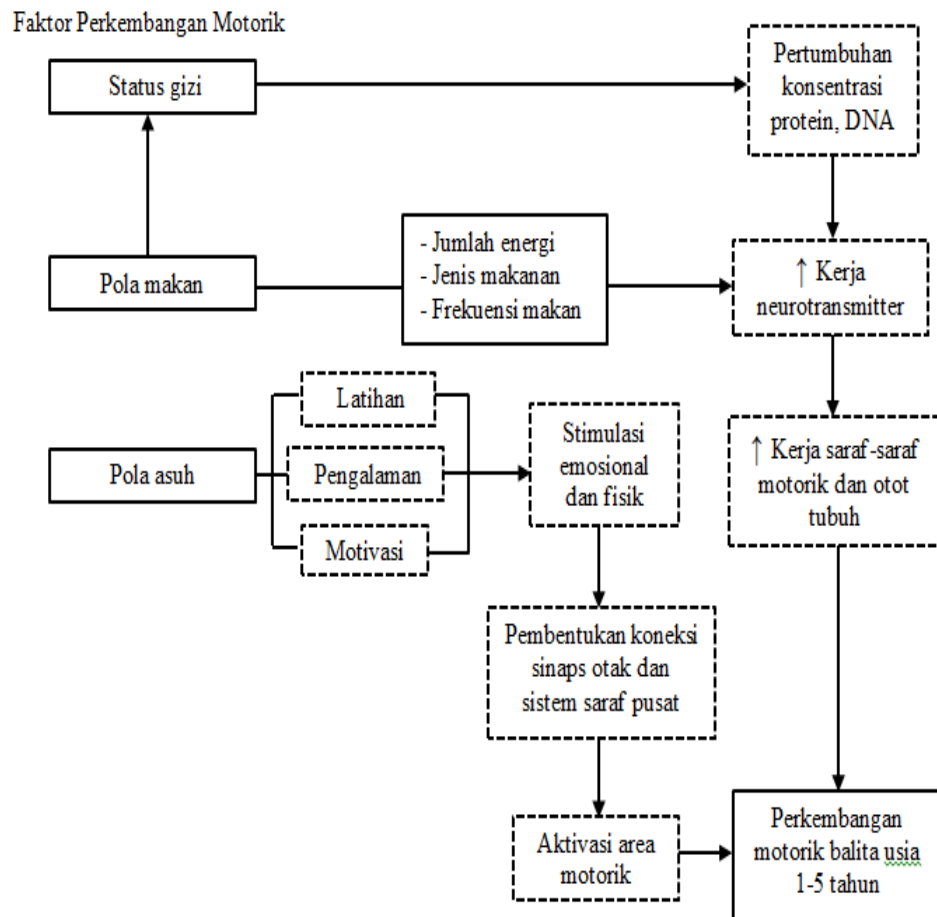 Faktor Perkembangan Motorik
Status gizi
Pertumbuhan
konsentrasi
protein, DNA
Pola makan
- Jumlah energi
- Jenis makanan
- Frekuensi makan
↑ Kerja
neurotransmitter
Pola asuh
Latihan
Pengalaman
Motivasi
Stimulasi
emosional
dan fisik
↑ Kerja saraf-saraf
motorik dan otot
tubuh
Pembentukan koneksi
sinaps otak dan
sistem saraf pusat
Aktivasi area
motorik
Perkembangan
motorik balita usia
1-5 tahun